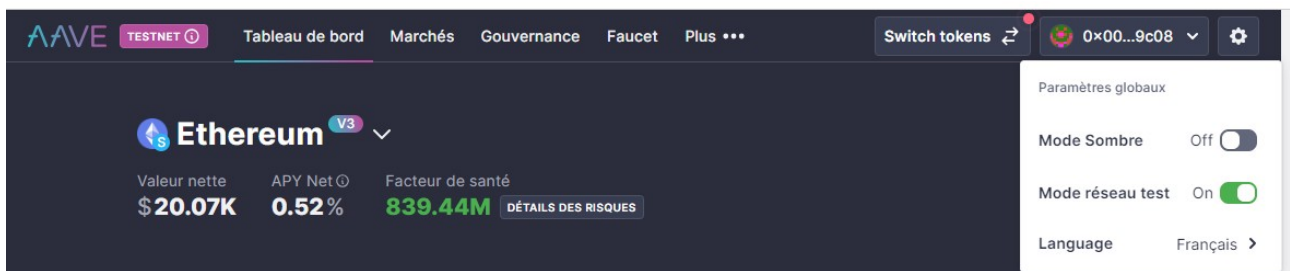 AAVE TESTNET Tableau de bord Marchés Gouvernance Faucet Plus ••• Switch tokens 0×00...9c08
Paramètres globaux
Ethereum V3
Mode Sombre Off
Valeur nette APY Net Facteur de santé
$20.07K 0.52% 839.44M DÉTAILS DES RISQUES
Mode réseau test On
Language Français